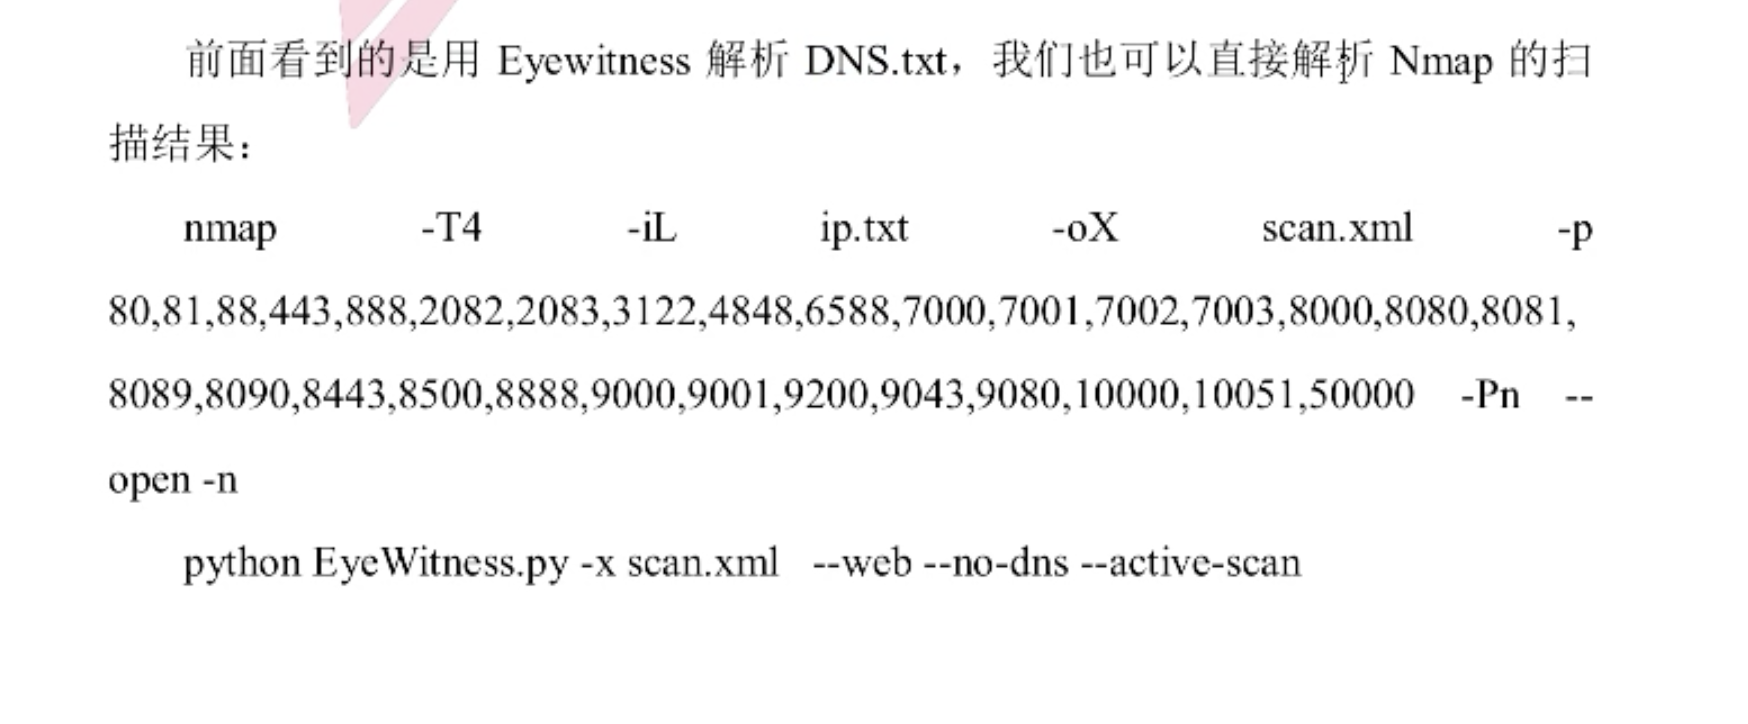 前面看到的是用 Eyewitness 解析 DNS.txt，我们也可以直接解析 Nmap 的扫
描结果：
nmap -T4 -iL ip.txt -oX scan.xml -p
80,81,88,443,888,2082,2083,3122,4848,6588,7000,7001,7002,7003,8000,8080,8081,
8089,8090,8443,8500,8888,9000,9001,9200,9043,9080,10000,10051,50000 -Pn --
open -n
python EyeWitness.py -x scan.xml --web --no-dns --active-scan